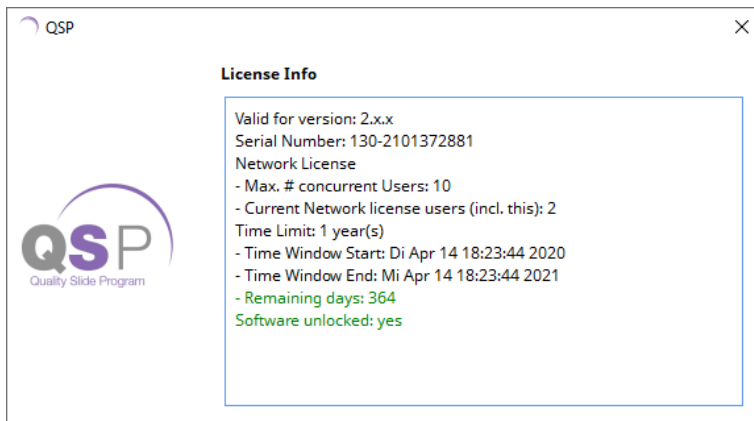 QSP
License Info
Valid for version: 2.x.x
Serial Number: 130-2101372881
Network License
- Max. # concurrent Users: 10
- Current Network license users (incl. this): 2
Time Limit: 1 year(s)
- Time Window Start: Di Apr 14 18:23:44 2020
- Time Window End: Mi Apr 14 18:23:44 2021
- Remaining days: 364
Software unlocked: yes
QSP
Quality Slide Program